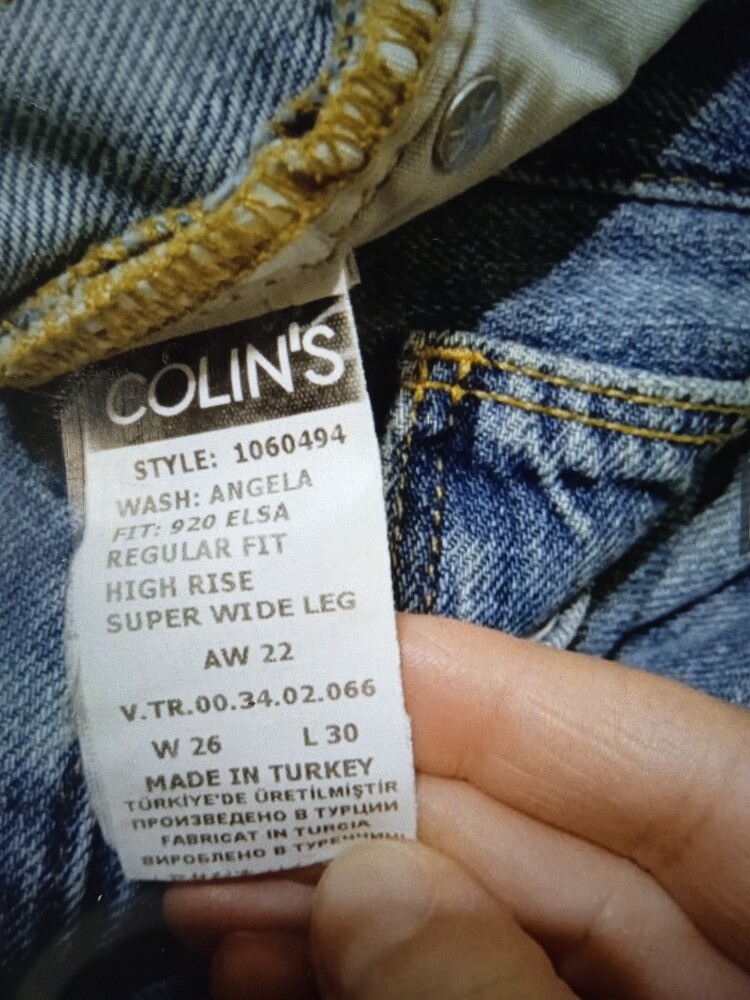 COLIN'S
STYLE: 1060494
WASH: ANGELA
FIT: 920 ELSA
REGULAR FIT
HIGH RISE
SUPER WIDE LEG
AW 22
V.TR.00.34.02.066
W 26 L 30
MADE IN TURKEY
TÜRKİYE'DE ÜRETİLMİŞTİR
ПРОИЗВЕДЕНО В ТУРЦИИ
FABRICAT IN TURCIA
ВИРОБЛЕНО В ТУРЕЧЧИНІ